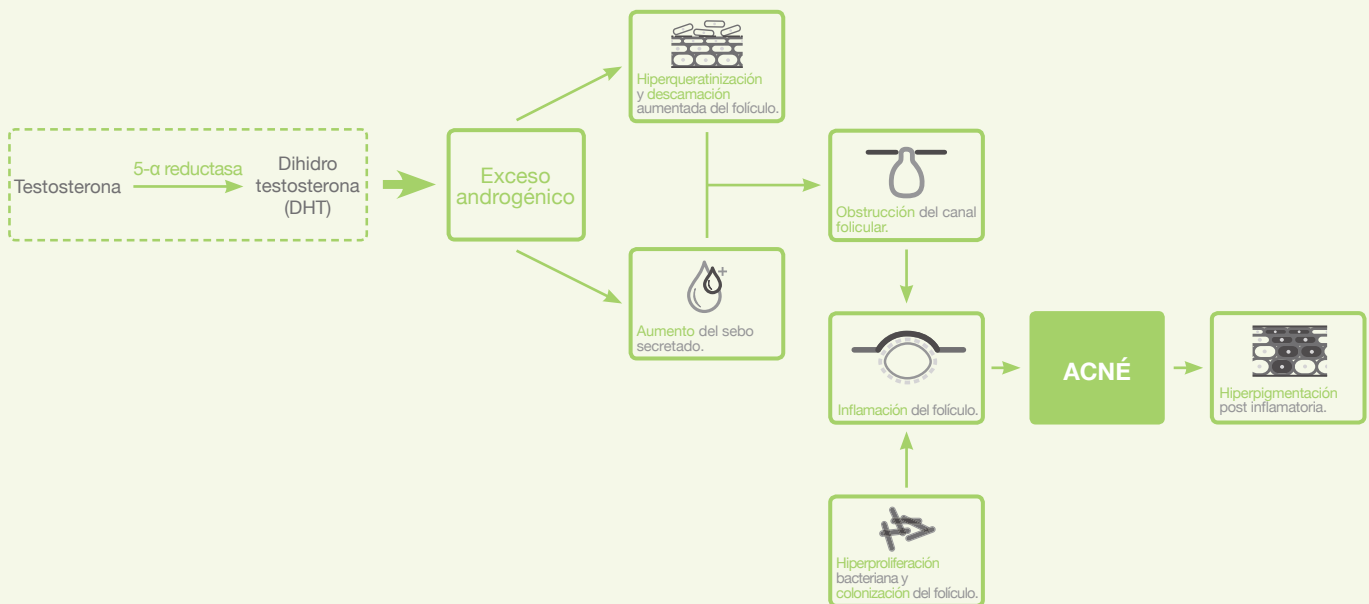 Testosterona
5-α reductasa
Dihidro
testosterona
(DHT)
Exceso
androgénico
Hiperqueratinización
y descamación
aumentada del folículo.
Aumento del sebo
secretado.
Obstrucción del canal
folicular.
Inflamación del folículo.
Hiperproliferación
bacteriana y
colonización del folículo.
ACNÉ
Hiperpigmentación
post inflamatoria.